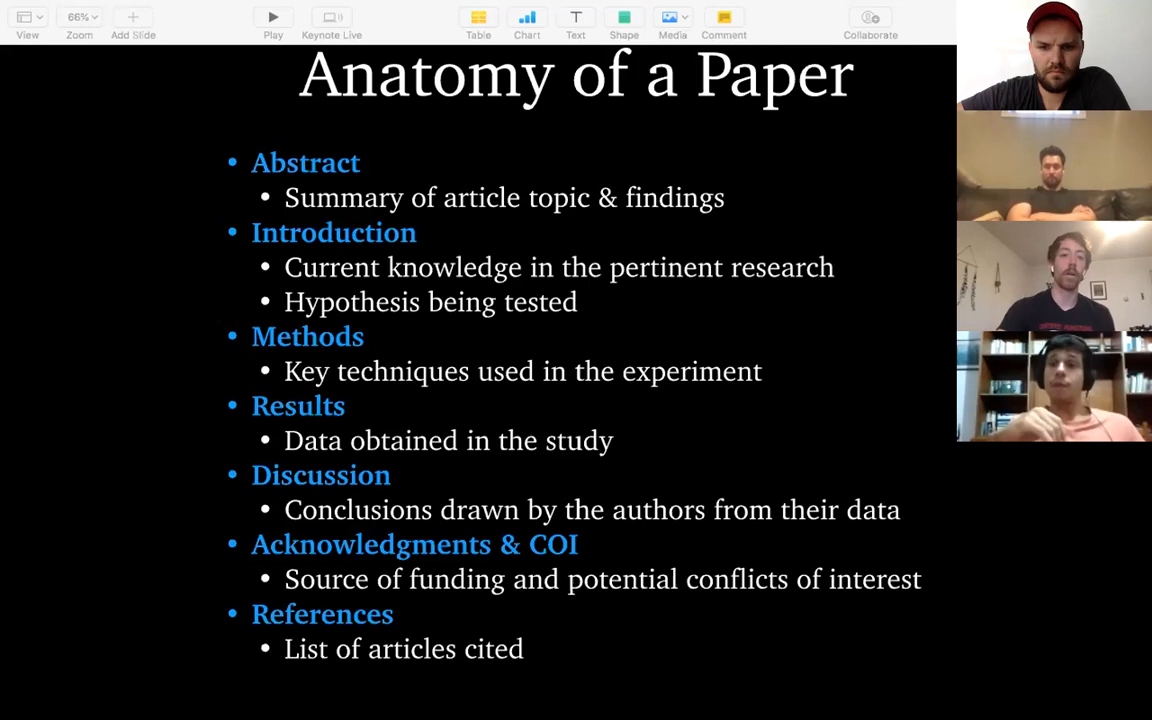 66%
View
Zoom
Add Slide
Play
Keynote Live
Table
Chart
Text
Shape
Media
Comment
Collaborate
Anatomy of a Paper
• Abstract
• Summary of article topic & findings
• Introduction
• Current knowledge in the pertinent research
• Hypothesis being tested
• Methods
• Key techniques used in the experiment
• Results
• Data obtained in the study
• Discussion
• Conclusions drawn by the authors from their data
• Acknowledgments & COI
• Source of funding and potential conflicts of interest
• References
• List of articles cited